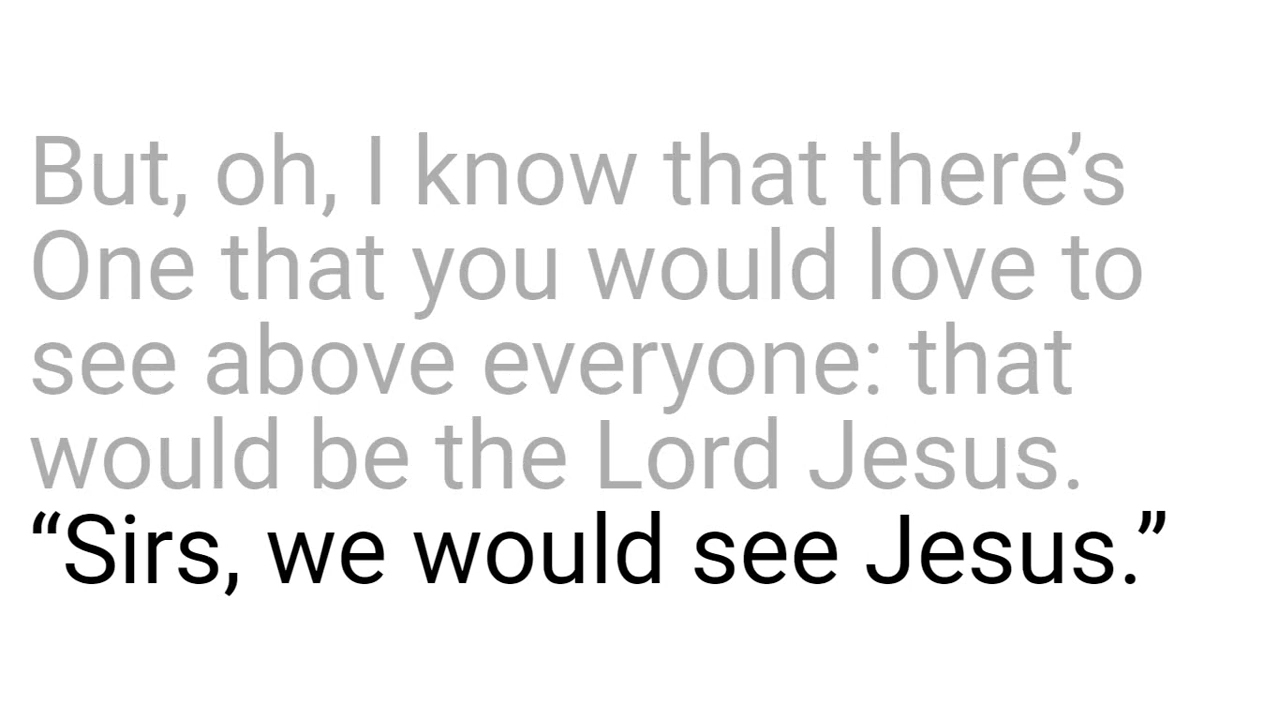 But, oh, I know that there’s
One that you would love to
see above everyone: that
would be the Lord Jesus.
“Sirs, we would see Jesus.”